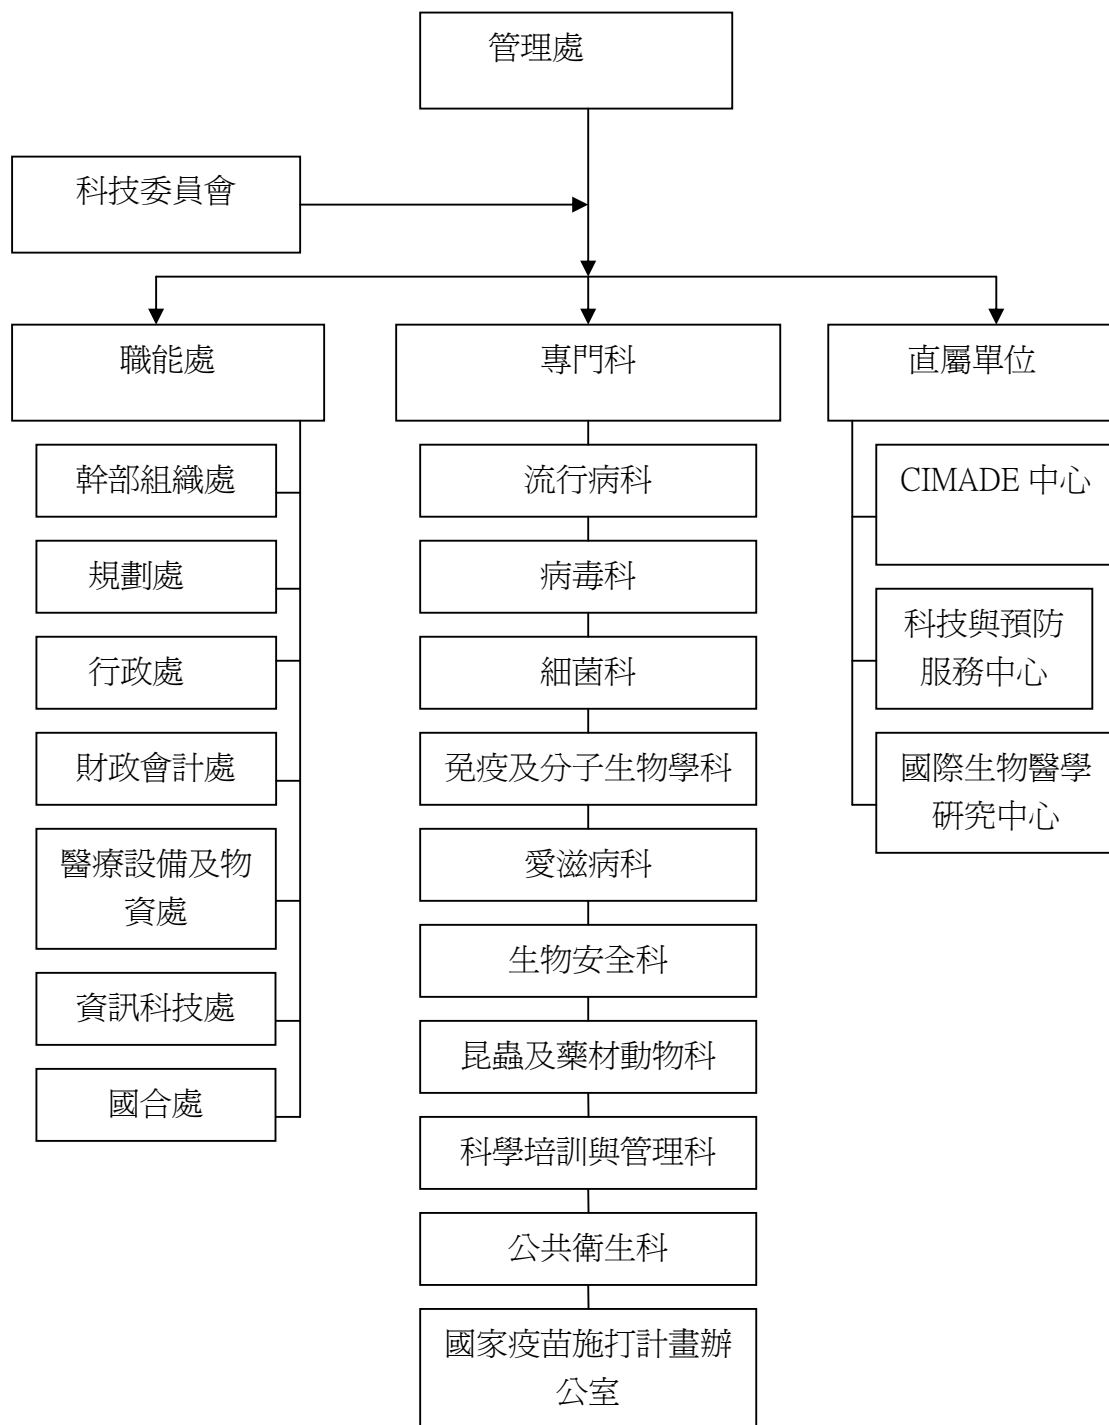 管理處
科技委員會
職能處
專門科
直屬單位
幹部組織處
規劃處
行政處
財政會計處
醫療設備及物
資處
資訊科技處
國合處
流行病科
病毒科
細菌科
免疫及分子生物學科
愛滋病科
生物安全科
昆蟲及藥材動物科
科學培訓與管理科
公共衛生科
國家疫苗施打計畫辦
公室
CIMADE 中心
科技與預防
服務中心
國際生物醫學
研究中心